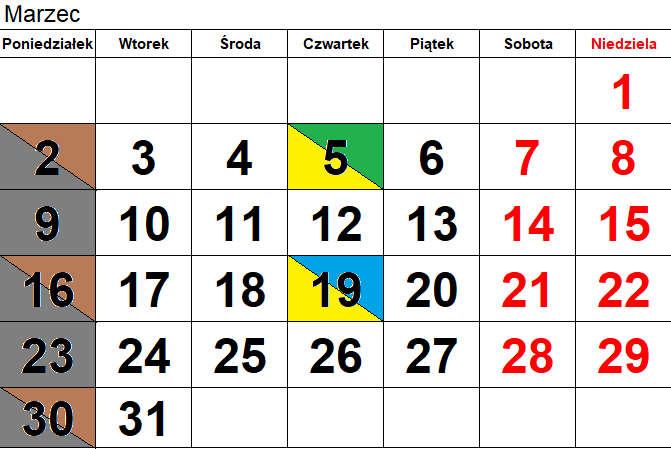 Marzec
Poniedziałek Wtorek Środa Czwartek Piątek Sobota Niedziela
1
2 3 4 5 6 7 8
9 10 11 12 13 14 15
16 17 18 19 20 21 22
23 24 25 26 27 28 29
30 31